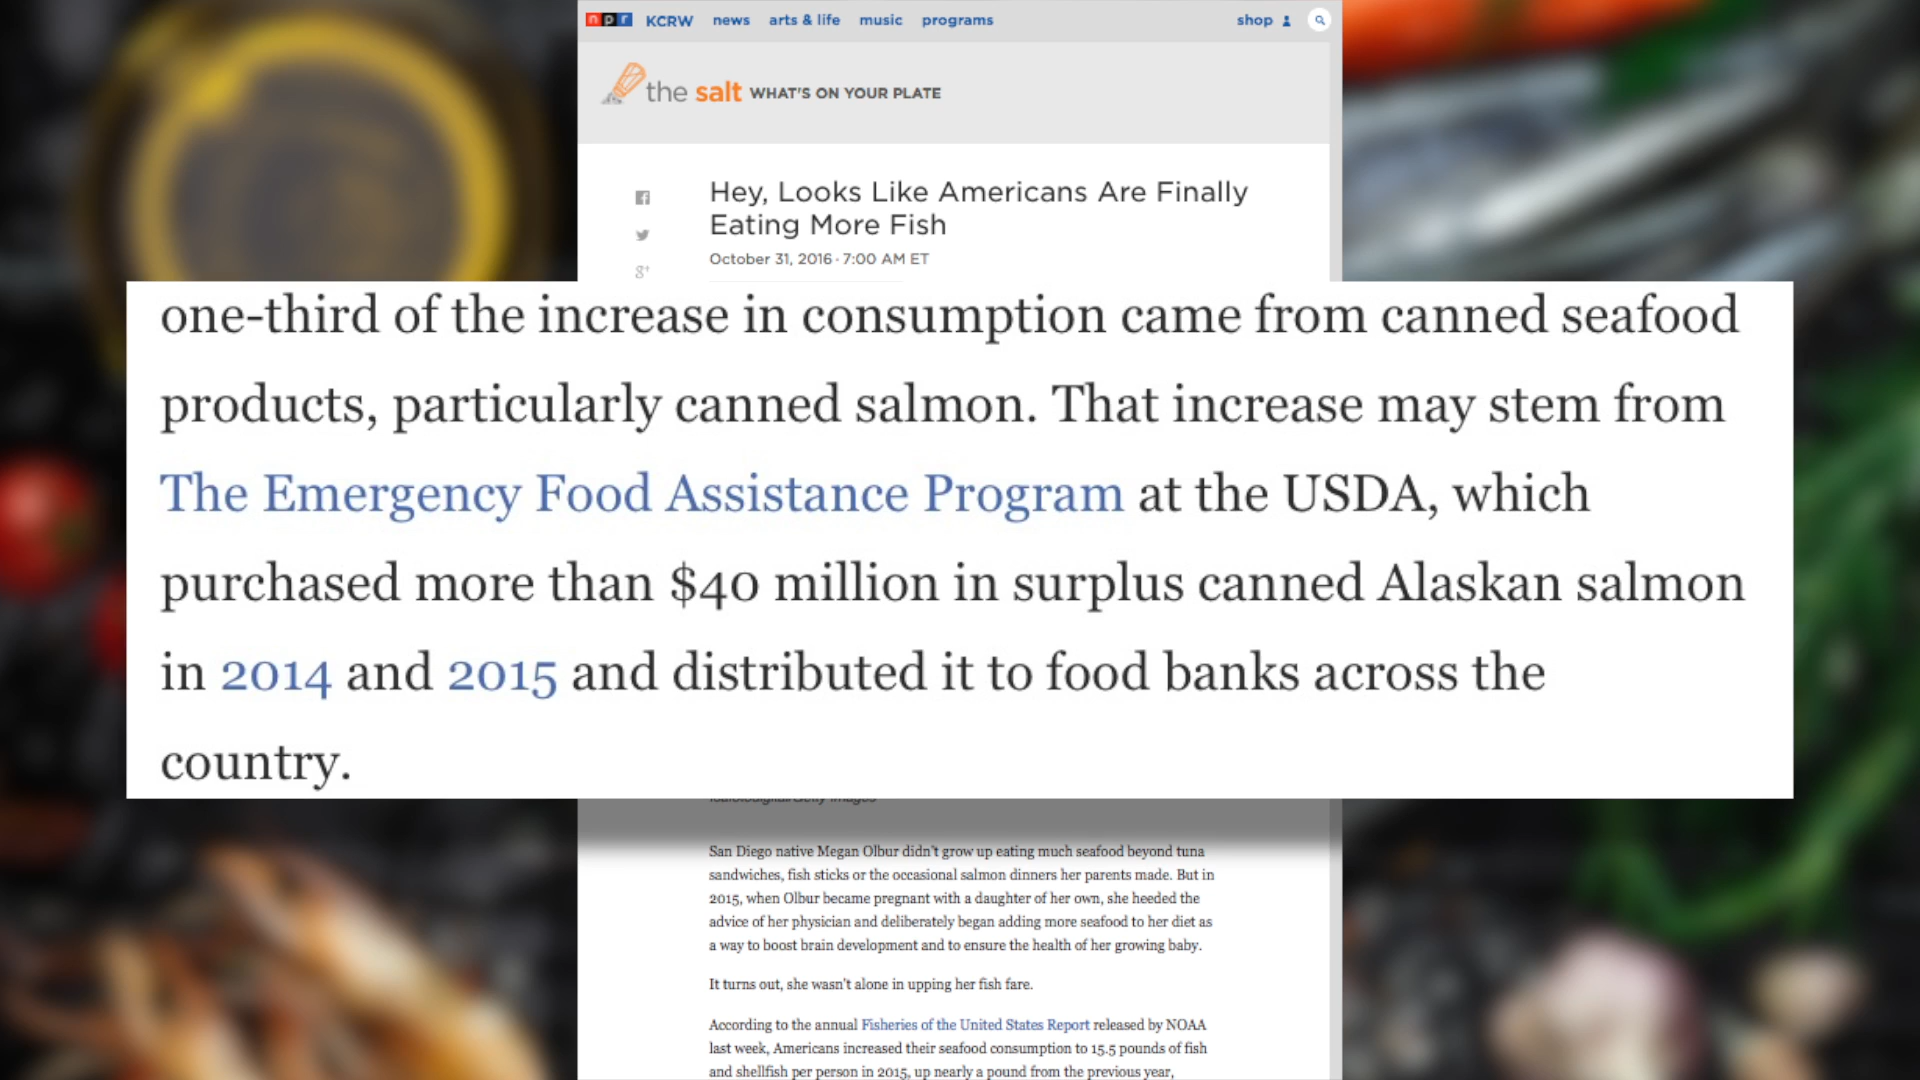 npr KCRW news arts & life music programs shop
the salt WHAT'S ON YOUR PLATE
Hey, Looks Like Americans Are Finally
Eating More Fish
October 31, 2016 · 7:00 AM ET
one-third of the increase in consumption came from canned seafood
products, particularly canned salmon. That increase may stem from
The Emergency Food Assistance Program at the USDA, which
purchased more than $40 million in surplus canned Alaskan salmon
in 2014 and 2015 and distributed it to food banks across the
country.
San Diego native Megan Olbur didn't grow up eating much seafood beyond tuna
sandwiches, fish sticks or the occasional salmon dinners her parents made. But in
2015, when Olbur became pregnant with a daughter of her own, she heeded the
advice of her physician and deliberately began adding more seafood to her diet as
a way to boost brain development and to ensure the health of her growing baby.
It turns out, she wasn't alone in upping her fish fare.
According to the annual Fisheries of the United States Report released by NOAA
last week, Americans increased their seafood consumption to 15.5 pounds of fish
and shellfish per person in 2015, up nearly a pound from the previous year,